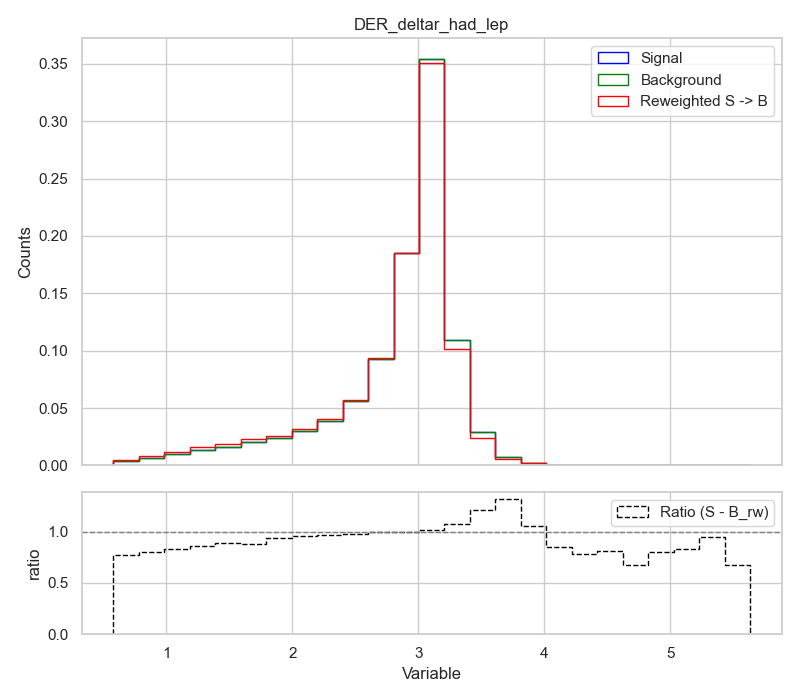 DER_deltar_had_lep
Signal
Background
Reweighted S -> B
Counts
0.35
0.30
0.25
0.20
0.15
0.10
0.05
0.00
Ratio (S - B_rw)
ratio
1.0
0.5
0.0
1 2 3 4 5
Variable